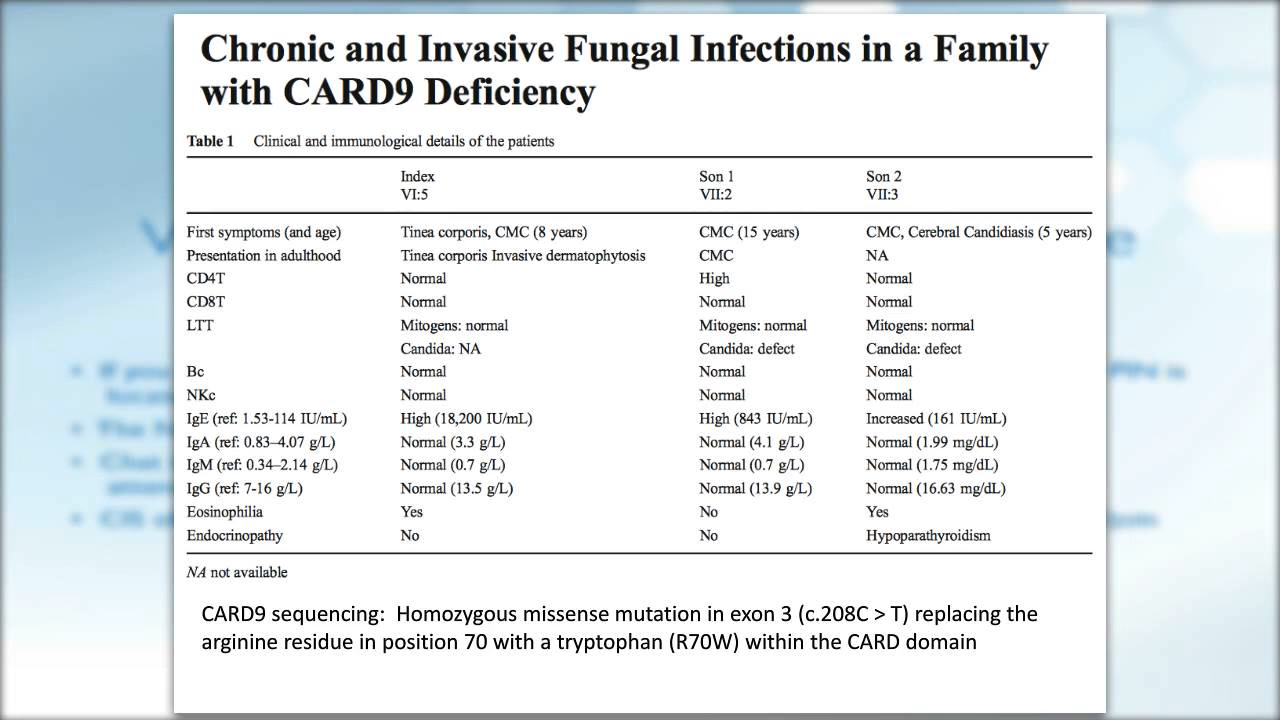 Chronic and Invasive Fungal Infections in a Family
with CARD9 Deficiency
Table 1 Clinical and immunological details of the patients
Index Son 1 Son 2
VI:5 VII:2 VII:3
First symptoms (and age) Tinea corporis, CMC (8 years) CMC (15 years) CMC, Cerebral Candidiasis (5 years)
Presentation in adulthood Tinea corporis Invasive dermatophytosis CMC NA
CD4T Normal High Normal
CD8T Normal Normal Normal
LTT Mitogens: normal Mitogens: normal Mitogens: normal
Candida: NA Candida: defect Candida: defect
Bc Normal Normal Normal
NKc Normal Normal Normal
IgE (ref: 1.53-114 IU/mL) High (18,200 IU/mL) High (843 IU/mL) Increased (161 IU/mL)
IgA (ref: 0.83–4.07 g/L) Normal (3.3 g/L) Normal (4.1 g/L) Normal (1.99 mg/dL)
IgM (ref: 0.34–2.14 g/L) Normal (0.7 g/L) Normal (0.7 g/L) Normal (1.75 mg/dL)
IgG (ref: 7-16 g/L) Normal (13.5 g/L) Normal (13.9 g/L) Normal (16.63 mg/dL)
Eosinophilia Yes No Yes
Endocrinopathy No No Hypoparathyroidism
NA not available
CARD9 sequencing: Homozygous missense mutation in exon 3 (c.208C > T) replacing the
arginine residue in position 70 with a tryptophan (R70W) within the CARD domain